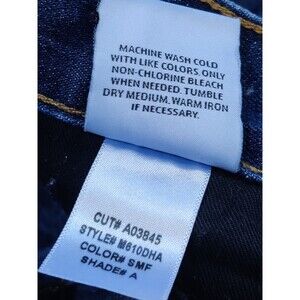 MACHINE WASH COLD
WITH LIKE COLORS. ONLY
NON-CHLORINE BLEACH
WHEN NEEDED. TUMBLE
DRY MEDIUM. WARM IRON
IF NECESSARY.
CUT# A03845
STYLE# M610DHA
COLOR# SMF
SHADE# A